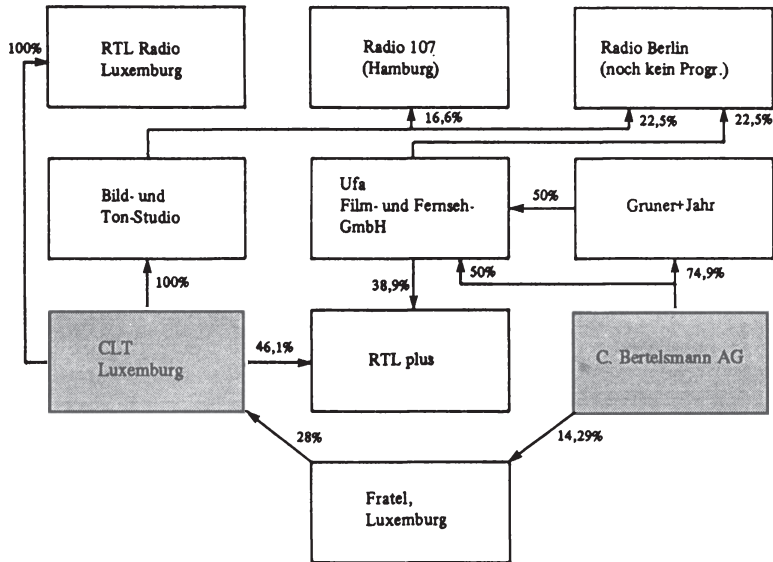 100%
RTL Radio
Luxemburg
Radio 107
(Hamburg)
Radio Berlin
(noch kein Progr.)
16,6%
22,5%
22,5%
Bild- und
Ton-Studio
Ufa
Film- und Fernseh-
GmbH
50%
Gruner+Jahr
100%
38,9%
50%
74,9%
CLT
Luxemburg
46,1%
RTL plus
C. Bertelsmann AG
28%
14,29%
Fratel,
Luxemburg